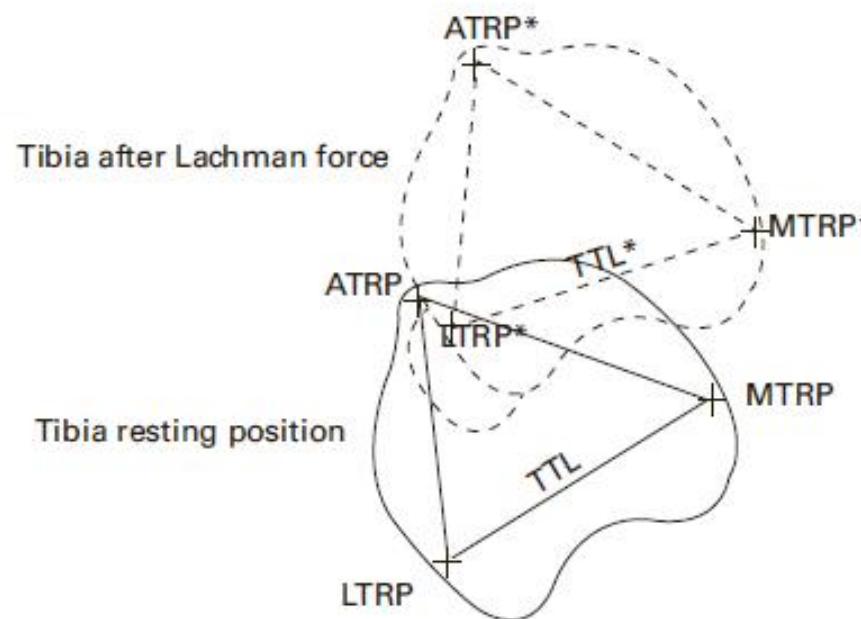 ATRP*
Tibia after Lachman force
MTRP*
TTL*
ATRP
LTRP*
MTRP
Tibia resting position
TTL
LTRP